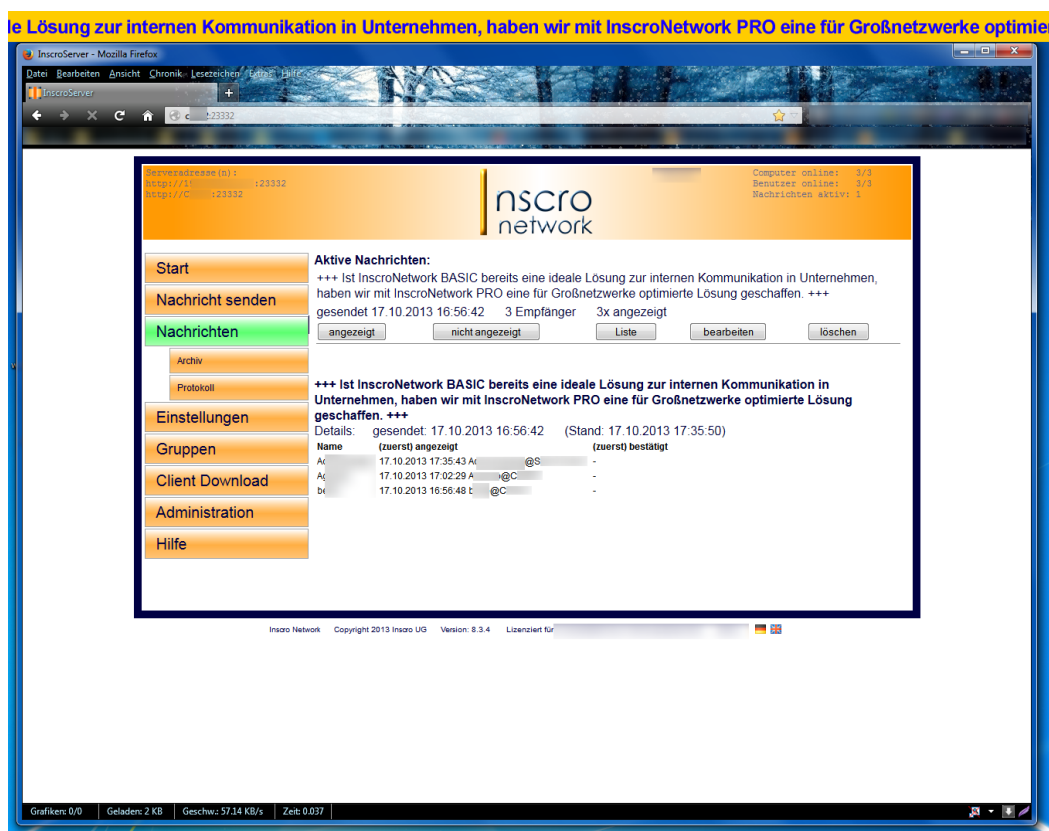 le Lösung zur internen Kommunikation in Unternehmen, haben wir mit InscroNetwork PRO eine für Großnetzwerke optimier
InscroServer - Mozilla Firefox
Datei Bearbeiten Ansicht Chronik Lesezeichen Extras Hilfe
InscroServer
:23332
Serveradresse(n):
http://1 :23332
http://C :23332
nscro
network
Computer online: 3/3
Benutzer online: 3/3
Nachrichten aktiv: 1
Start
Nachricht senden
Nachrichten
Archiv
Protokoll
Einstellungen
Gruppen
Client Download
Administration
Hilfe
Aktive Nachrichten:
+++ Ist InscroNetwork BASIC bereits eine ideale Lösung zur internen Kommunikation in Unternehmen,
haben wir mit InscroNetwork PRO eine für Großnetzwerke optimierte Lösung geschaffen. +++
gesendet 17.10.2013 16:56:42 3 Empfänger 3x angezeigt
angezeigt nicht angezeigt Liste bearbeiten löschen
+++ Ist InscroNetwork BASIC bereits eine ideale Lösung zur internen Kommunikation in
Unternehmen, haben wir mit InscroNetwork PRO eine für Großnetzwerke optimierte Lösung
geschaffen. +++
Details: gesendet: 17.10.2013 16:56:42 (Stand: 17.10.2013 17:35:50)
Name (zuerst) angezeigt (zuerst) bestätigt
17.10.2013 17:35:43 @S -
17.10.2013 17:02:29 @C -
be 17.10.2013 16:56:48 @C -
Inscro Network Copyright 2013 Inscro UG Version: 8.3.4 Lizenziert für
Grafiken: 0/0 Geladen: 2 KB Geschw.: 57.14 KB/s Zeit: 0.037